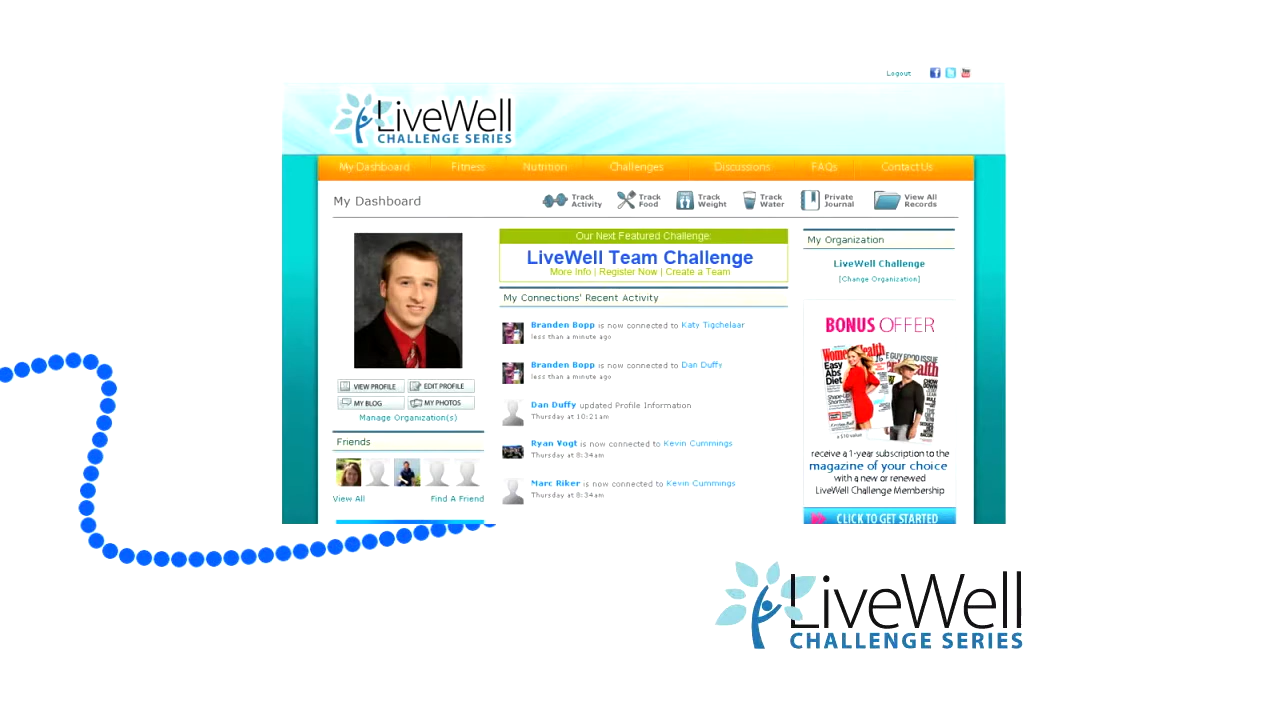 Logout
LiveWell
CHALLENGE SERIES
My Dashboard Fitness Nutrition Challenges Discussions FAQs Contact Us
My Dashboard
Track Activity
Track Food
Track Weight
Track Water
Private Journal
View All Records
VIEW PROFILE EDIT PROFILE
MY BLOG MY PHOTOS
Manage Organization(s)
Friends
View All Find A Friend
Our Next Featured Challenge:
LiveWell Team Challenge
More Info | Register Now | Create a Team
My Connections' Recent Activity
Branden Bopp is now connected to Katy Tigchelaar
less than a minute ago
Branden Bopp is now connected to Dan Duffy
less than a minute ago
Dan Duffy updated Profile Information
Thursday at 10:21am
Ryan Vogt is now connected to Kevin Cummings
Thursday at 8:34am
Marc Riker is now connected to Kevin Cummings
Thursday at 8:34am
My Organization
LiveWell Challenge
[Change Organization]
BONUS OFFER
Women's Health
Easy
Abs
Diet
a $10 value
receive a 1-year subscription to the
magazine of your choice
with a new or renewed
LiveWell Challenge Membership
CLICK TO GET STARTED
LiveWell
CHALLENGE SERIES